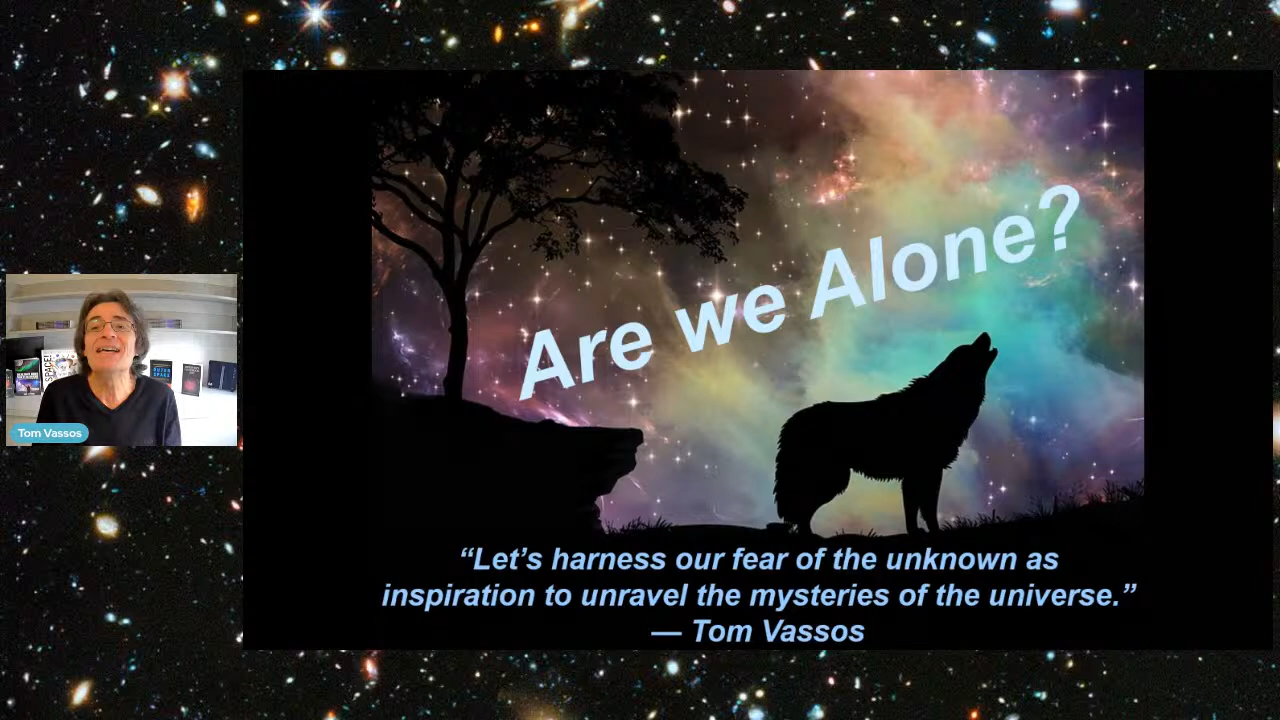 Are we Alone?
SPACE!
Tom Vassos
“Let’s harness our fear of the unknown as
inspiration to unravel the mysteries of the universe.”
— Tom Vassos